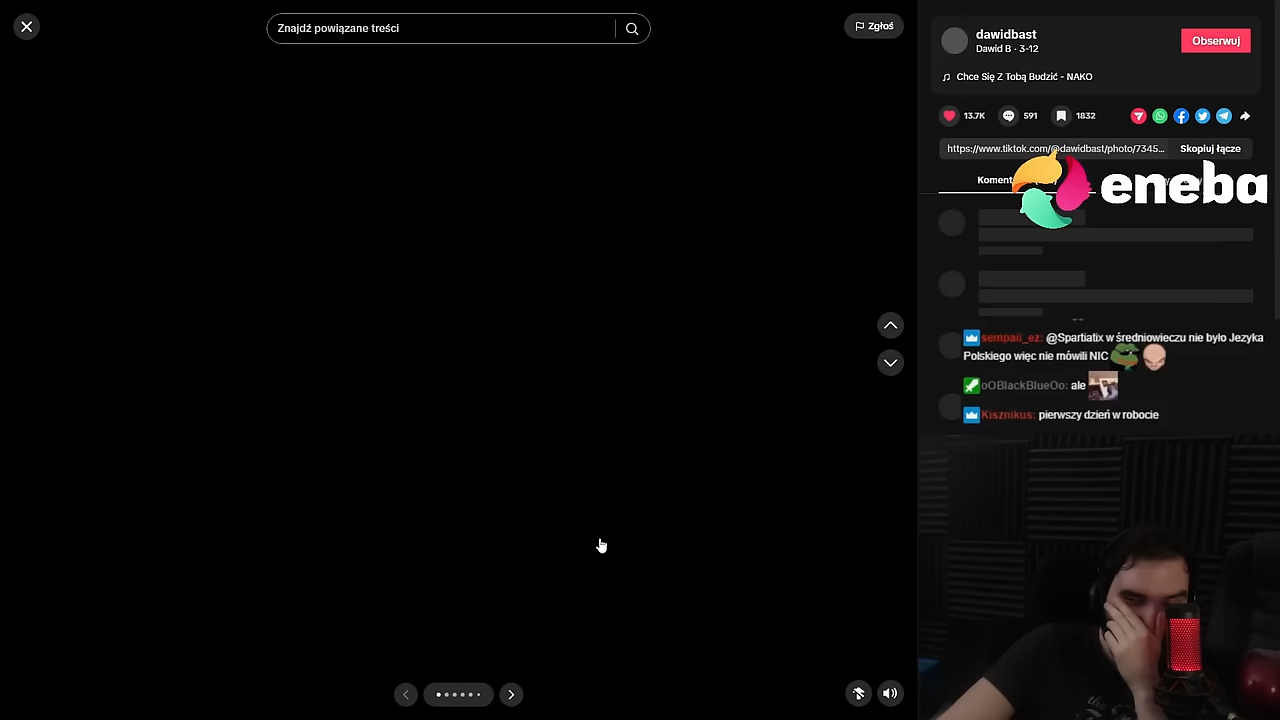 Znajdź powiązane treści
Zgłoś
dawidbast
Dawid B · 3-12
Obserwuj
Chce Się Z Tobą Budzić - NAKO
13.7K
591
1832
https://www.tiktok.com/@dawidbast/photo/7345...
Skopiuj łącze
eneba
sempaii_ez: @Spartiatix w średniowieczu nie było Jezyka
Polskiego więc nie mówili NIC
oOBlackBlueOo: ale
Kisznikus: pierwszy dzień w robocie